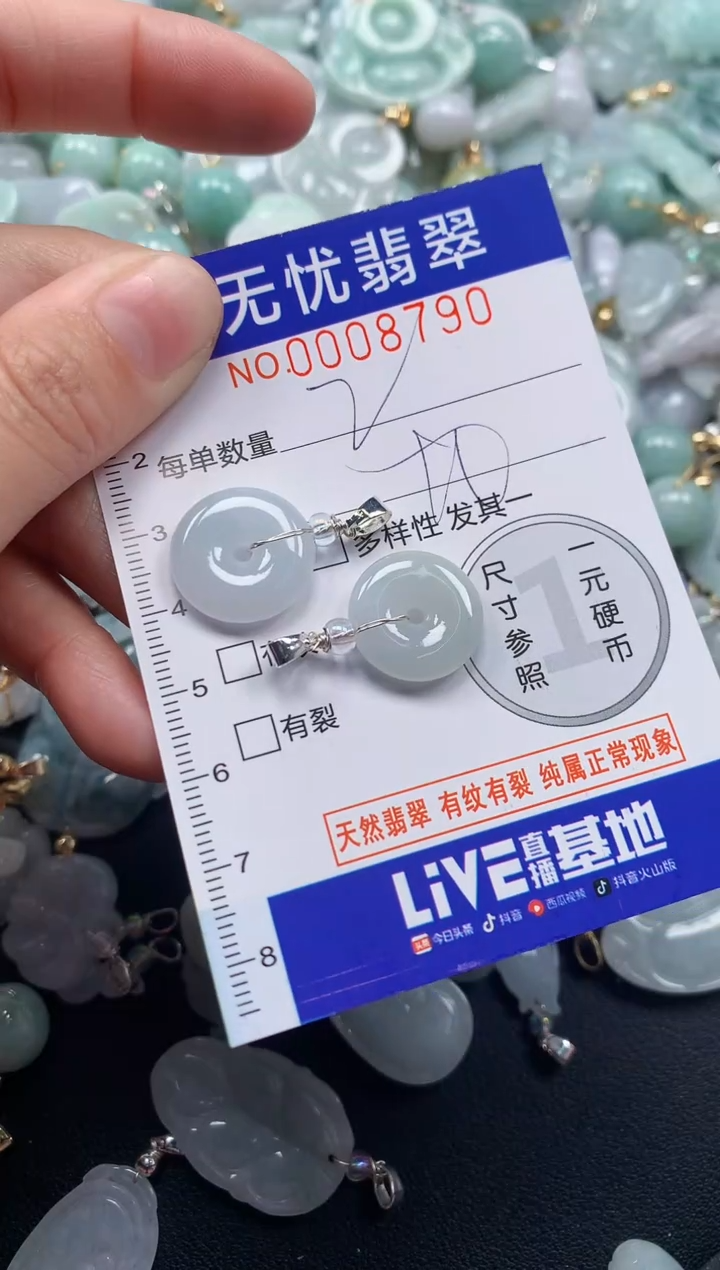 无忧翡翠
NO.0008790
2 每单数量
3
多样性 发其一
4
5
有裂
6
7
8
1
一元硬币
尺寸参照
天然翡翠 有纹有裂 纯属正常现象
LiVE直播基地
头条 今日头条 抖音 西瓜视频 抖音火山版